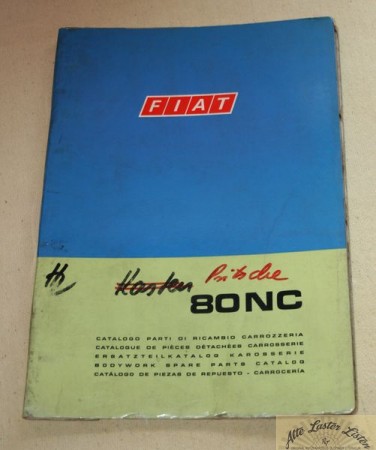 FIAT
Kasten Pritsche
80NC
CATALOGO PARTI DI RICAMBIO CARROZZERIA
CATALOGUE DE PIÈCES DÉTACHÉES CARROSSERIE
ERSATZTEILKATALOG KAROSSERIE
BODYWORK SPARE PARTS CATALOG
CATÁLOGO DE PIEZAS DE REPUESTO - CARROCERÍA
Alte Laster Listen